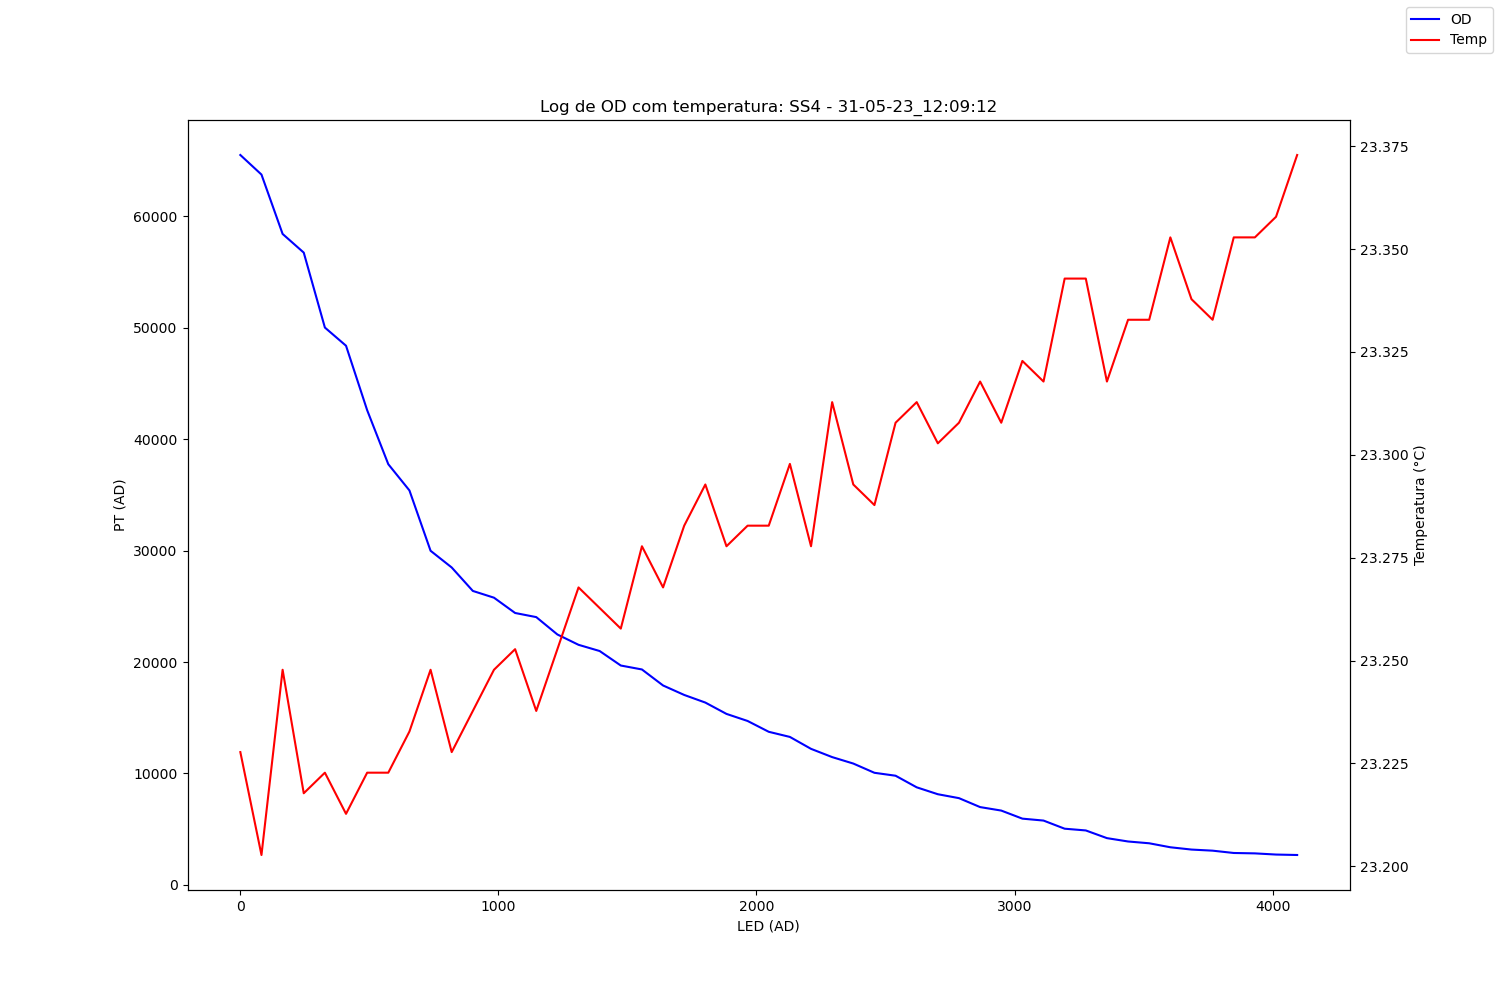 OD
Temp
Log de OD com temperatura: SS4 - 31-05-23_12:09:12
PT (AD)
60000
50000
40000
30000
20000
10000
0
23.375
23.350
23.325
23.300
23.275
23.250
23.225
23.200
Temperatura (°C)
0 1000 2000 3000 4000
LED (AD)